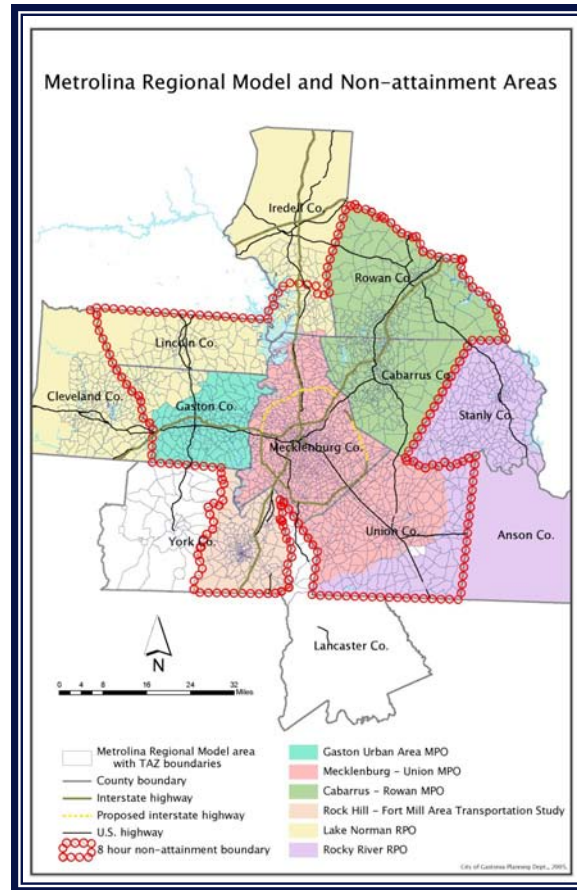 Metrolina Regional Model and Non-attainment Areas
Iredell Co.
Rowan Co.
Lincoln Co.
Cabarrus Co.
Cleveland Co.
Gaston Co.
Stanly Co.
Mecklenburg Co.
Union Co.
Anson Co.
York Co.
Lancaster Co.
N
0 2 4 6 8 16 24 32
Miles
Metrolina Regional Model area
with TAZ boundaries
County boundary
Interstate highway
Proposed interstate highway
U.S. highway
8 hour non-attainment boundary
Gaston Urban Area MPO
Mecklenburg - Union MPO
Cabarrus - Rowan MPO
Rock Hill - Fort Mill Area Transportation Study
Lake Norman RPO
Rocky River RPO
City of Gastonia Planning Dept., 2005.